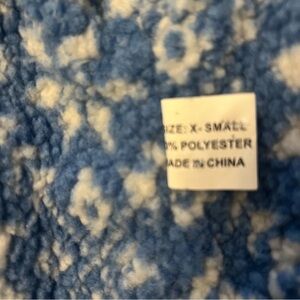 IZE: X-SMALL
0% POLYESTER
ADE IN CHINA